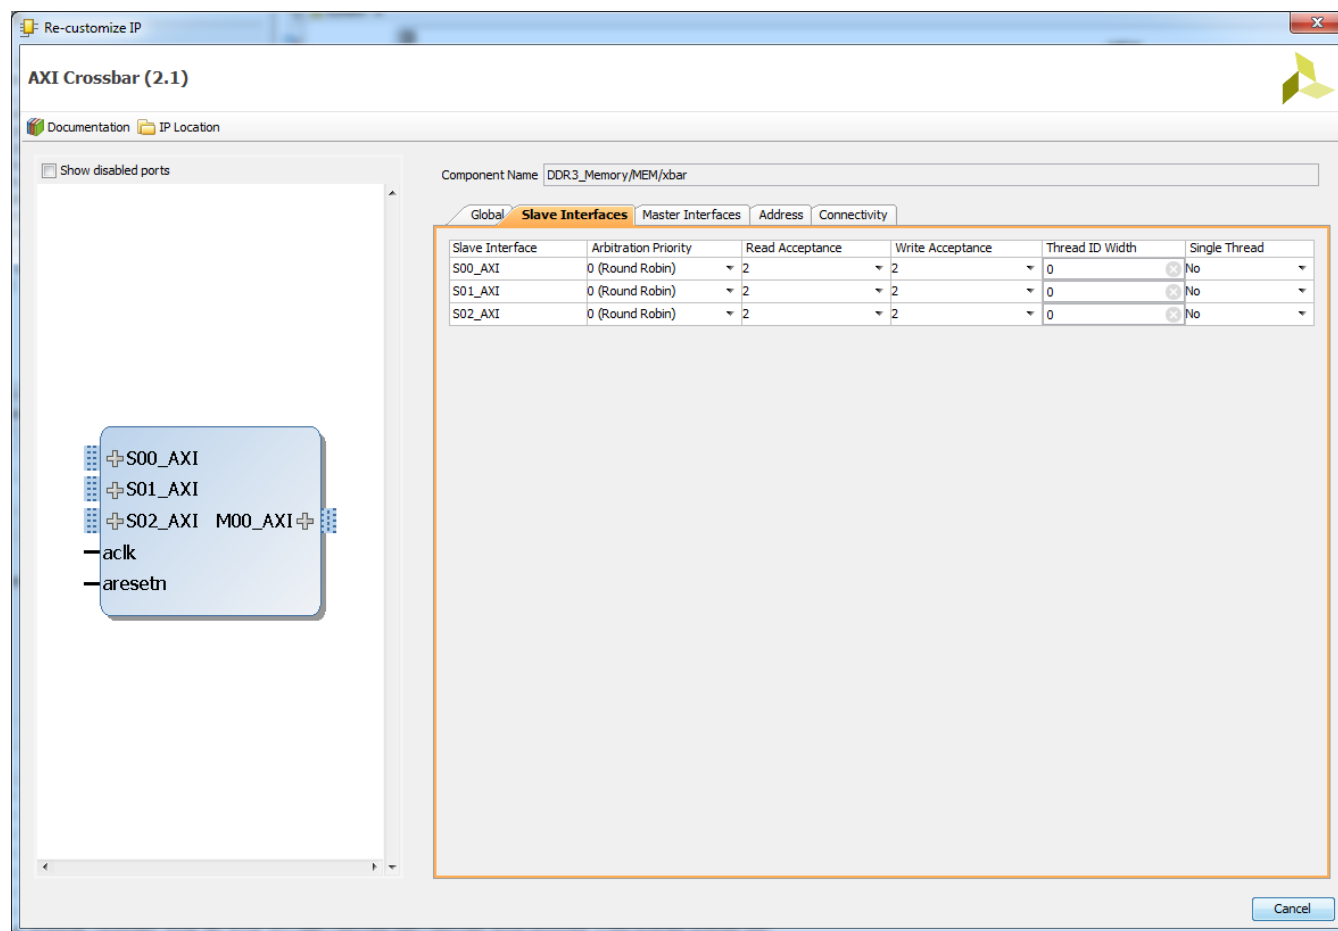 Re-customize IP
AXI Crossbar (2.1)
Documentation IP Location
Show disabled ports
S00_AXI
S01_AXI
S02_AXI M00_AXI
aclk
aresetn
Component Name DDR3_Memory/MEM/xbar
Global Slave Interfaces Master Interfaces Address Connectivity
Slave Interface Arbitration Priority Read Acceptance Write Acceptance Thread ID Width Single Thread
S00_AXI 0 (Round Robin) 2 2 0 No
S01_AXI 0 (Round Robin) 2 2 0 No
S02_AXI 0 (Round Robin) 2 2 0 No
Cancel